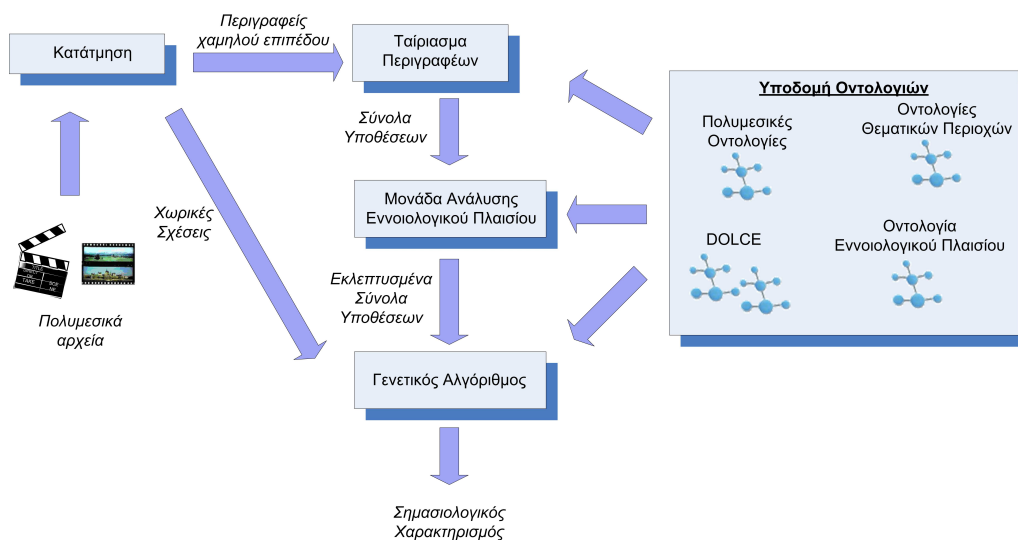 Περιγραφείς
χαμηλού επιπέδου
Κατάτμηση
Ταίριασμα
Περιγραφέων
Υποδομή Οντολογιών
Πολυμεσικές
Οντολογίες
Οντολογίες
Θεματικών Περιοχών
Σύνολα
Υποθέσεων
Μονάδα Ανάλυσης
Εννοιολογικού Πλαισίου
Χωρικές
Σχέσεις
DOLCE
Οντολογία
Εννοιολογικού Πλαισίου
Εκλεπτυσμένα
Σύνολα
Υποθέσεων
Πολυμεσικά
αρχεία
Γενετικός Αλγόριθμος
Σημασιολογικός
Χαρακτηρισμός